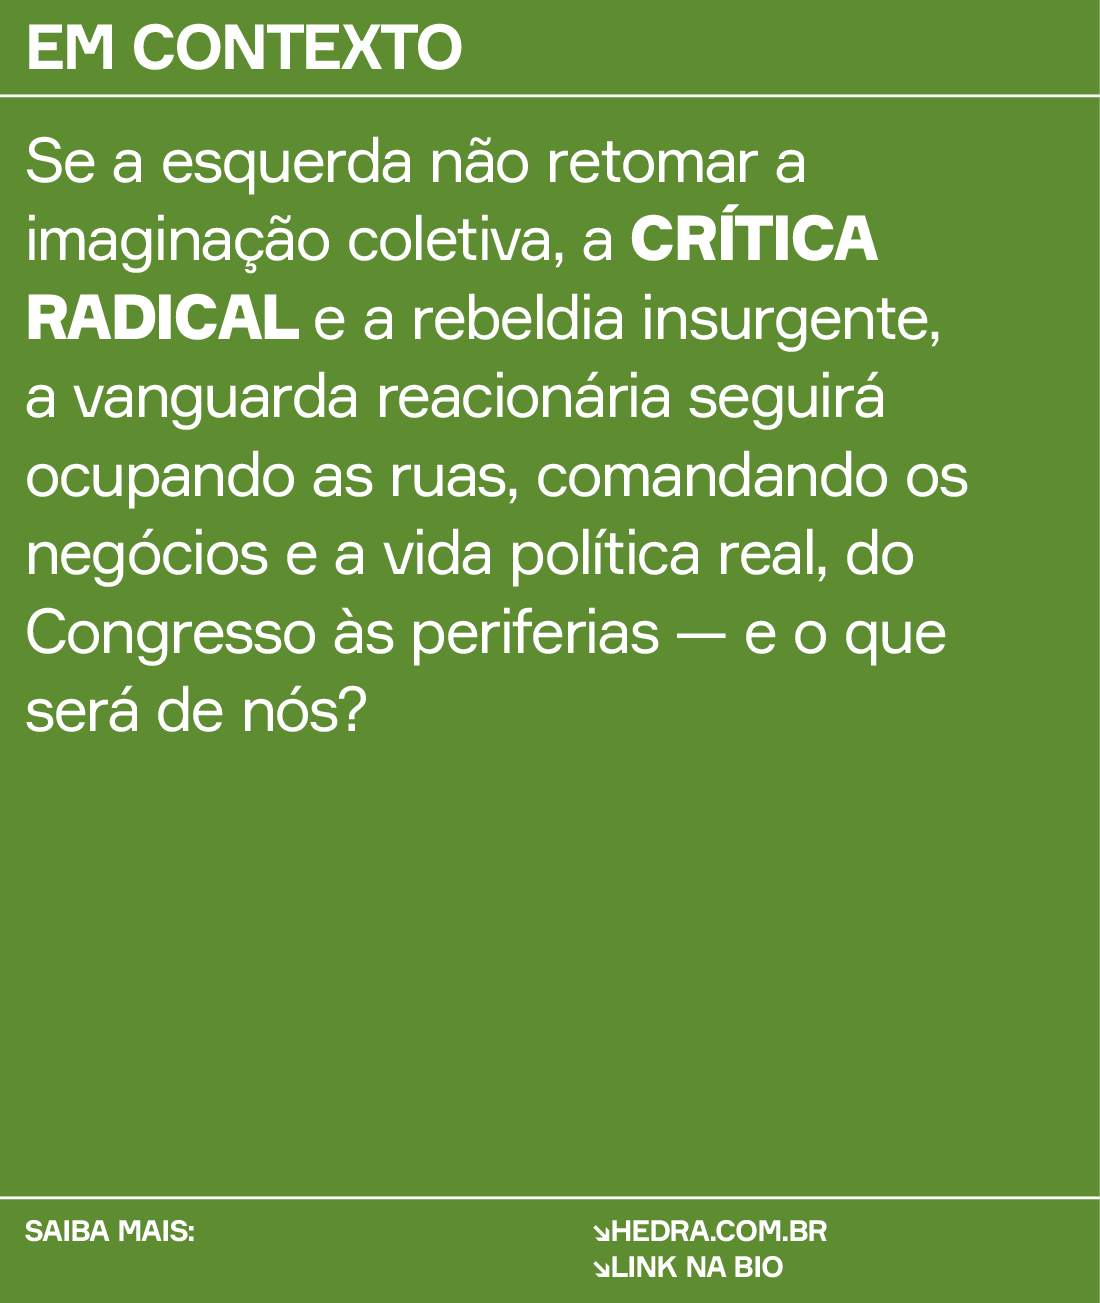 EM CONTEXTO
Se a esquerda não retomar a
imaginação coletiva, a CRÍTICA
RADICAL e a rebeldia insurgente,
a vanguarda reacionária seguirá
ocupando as ruas, comandando os
negócios e a vida política real, do
Congresso às periferias — e o que
será de nós?
SAIBA MAIS:
↘HEDRA.COM.BR
↘LINK NA BIO